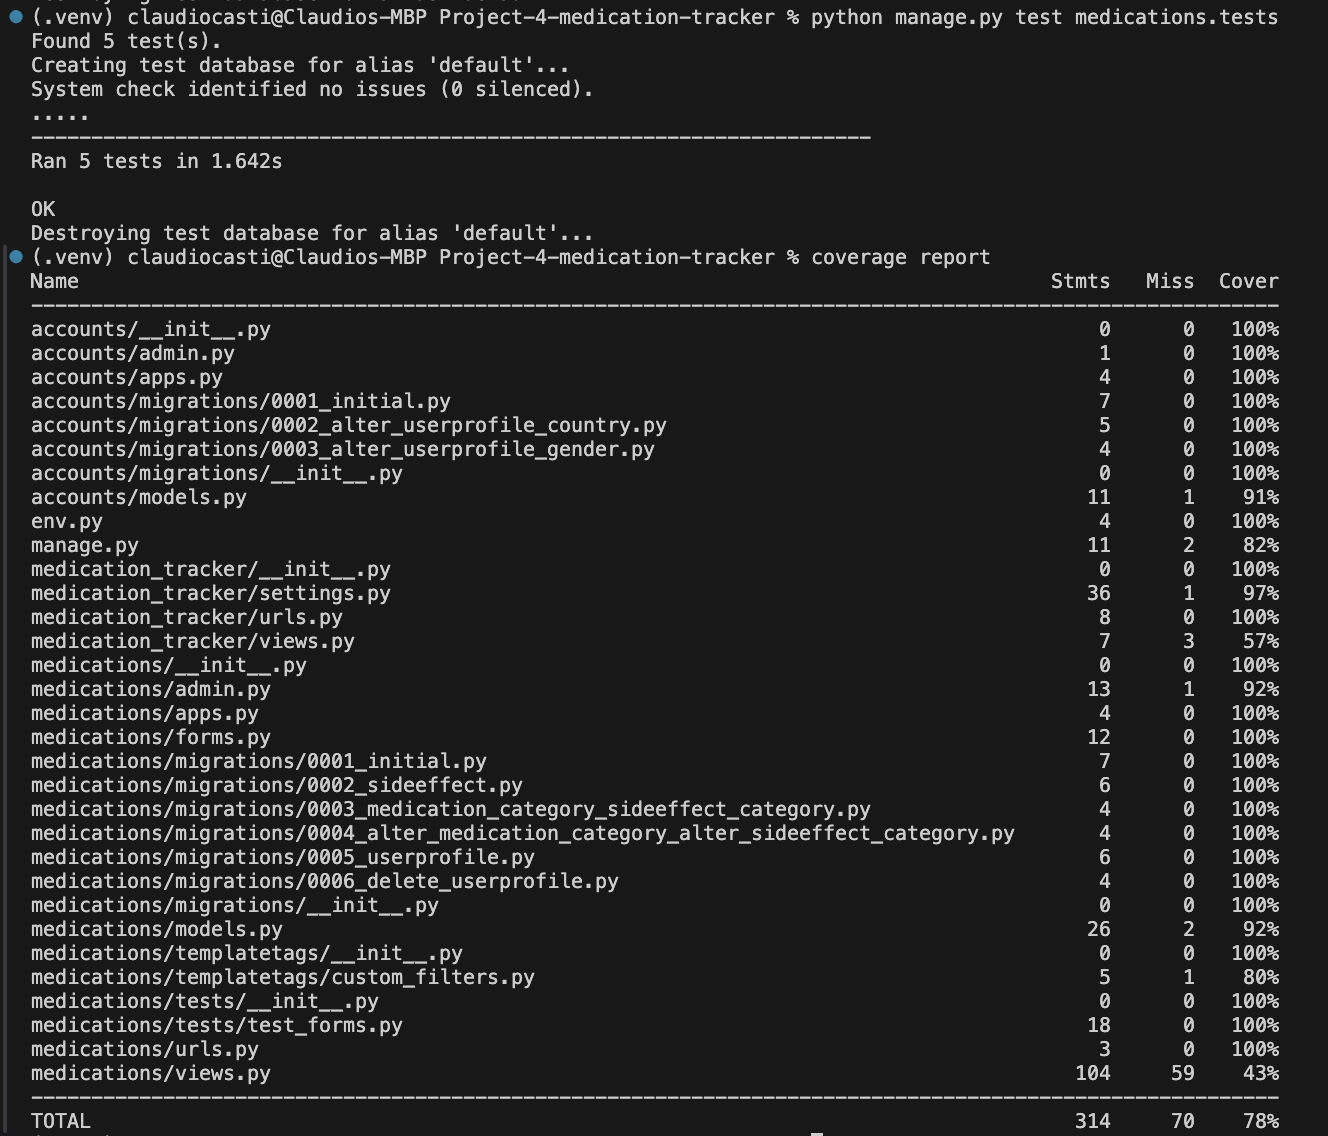 (.venv) claudiocasti@Claudios-MBP Project-4-medication-tracker % python manage.py test medications.tests
Found 5 test(s).
Creating test database for alias 'default'...
System check identified no issues (0 silenced).
.....
----------------------------------------------------------------------
Ran 5 tests in 1.642s
OK
Destroying test database for alias 'default'...
(.venv) claudiocasti@Claudios-MBP Project-4-medication-tracker % coverage report
Name Stmts Miss Cover
--------------------------------------------------------------------------------------------------------
accounts/__init__.py 0 0 100%
accounts/admin.py 1 0 100%
accounts/apps.py 4 0 100%
accounts/migrations/0001_initial.py 7 0 100%
accounts/migrations/0002_alter_userprofile_country.py 5 0 100%
accounts/migrations/0003_alter_userprofile_gender.py 4 0 100%
accounts/migrations/__init__.py 0 0 100%
accounts/models.py 11 1 91%
env.py 4 0 100%
manage.py 11 2 82%
medication_tracker/__init__.py 0 0 100%
medication_tracker/settings.py 36 1 97%
medication_tracker/urls.py 8 0 100%
medication_tracker/views.py 7 3 57%
medications/__init__.py 0 0 100%
medications/admin.py 13 1 92%
medications/apps.py 4 0 100%
medications/forms.py 12 0 100%
medications/migrations/0001_initial.py 7 0 100%
medications/migrations/0002_sideeffect.py 6 0 100%
medications/migrations/0003_medication_category_sideeffect_category.py 4 0 100%
medications/migrations/0004_alter_medication_category_alter_sideeffect_category.py 4 0 100%
medications/migrations/0005_userprofile.py 6 0 100%
medications/migrations/0006_delete_userprofile.py 4 0 100%
medications/migrations/__init__.py 0 0 100%
medications/models.py 26 2 92%
medications/templatetags/__init__.py 0 0 100%
medications/templatetags/custom_filters.py 5 1 80%
medications/tests/__init__.py 0 0 100%
medications/tests/test_forms.py 18 0 100%
medications/urls.py 3 0 100%
medications/views.py 104 59 43%
--------------------------------------------------------------------------------------------------------
TOTAL 314 70 78%